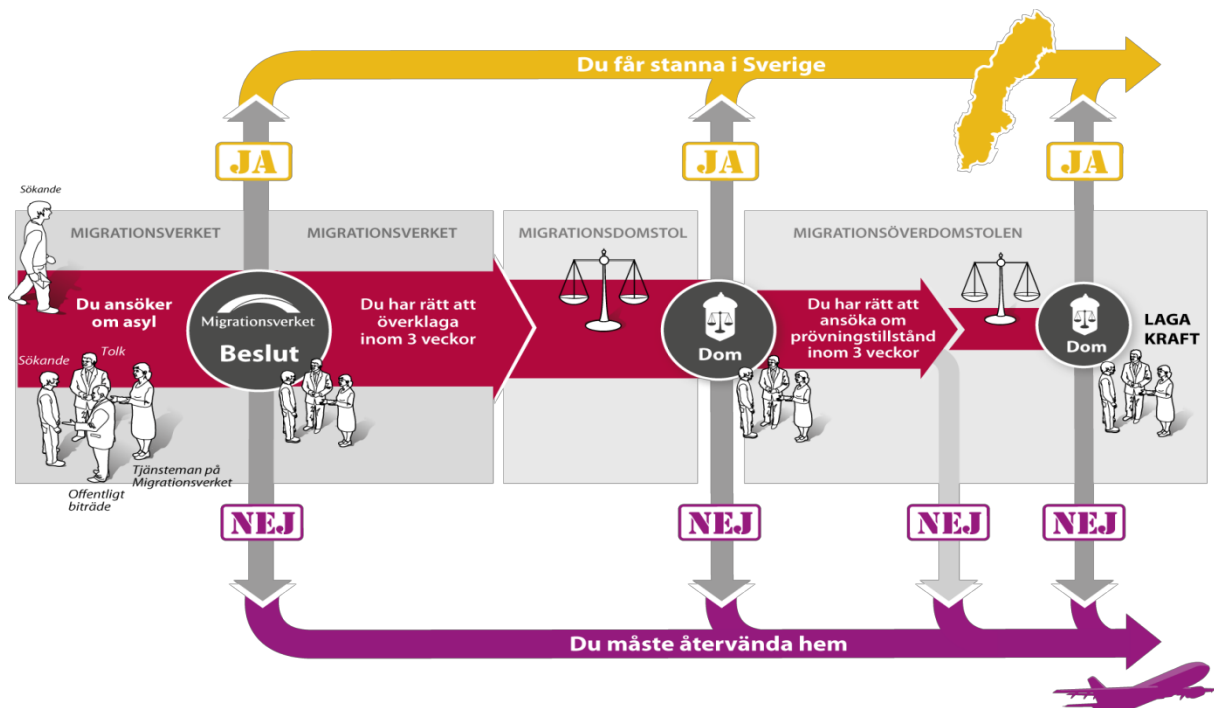 Du får stanna i Sverige
JA
JA
JA
Sökande
MIGRATIONSVERKET
MIGRATIONSVERKET
MIGRATIONSDOMSTOL
MIGRATIONSÖVERDOMSTOLEN
Du ansöker
om asyl
Migrationsverket
Beslut
Du har rätt att
överklaga
inom 3 veckor
Dom
Du har rätt att
ansöka om
prövningstillstånd
inom 3 veckor
Dom
LAGA
KRAFT
Sökande
Tolk
Tjänsteman på
Migrationsverket
Offentligt
biträde
NEJ
NEJ
NEJ
NEJ
Du måste återvända hem